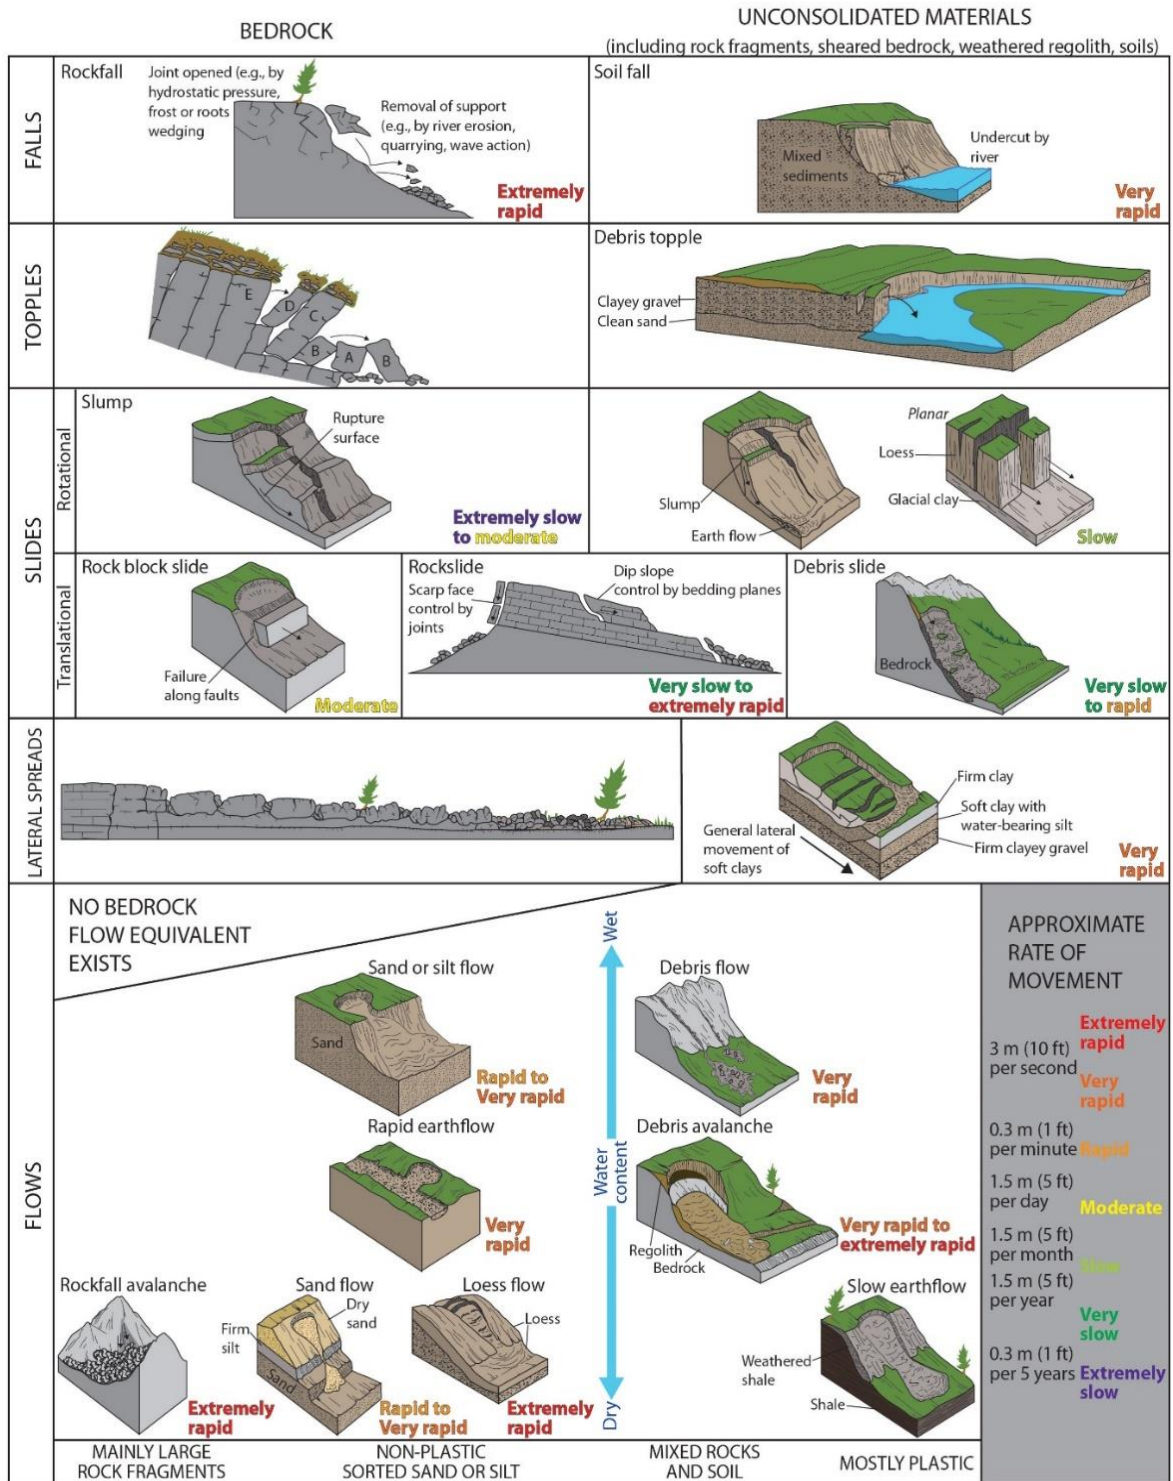 BEDROCK
UNCONSOLIDATED MATERIALS
(including rock fragments, sheared bedrock, weathered regolith, soils)
FALLS
Rockfall
Joint opened (e.g., by
hydrostatic pressure,
frost or roots
wedging
Removal of support
(e.g., by river erosion,
quarrying, wave action)
Extremely
rapid
Soil fall
Mixed
sediments
Undercut by
river
Very
rapid
TOPPLES
E
D
C
B
A
B
Debris topple
Clayey gravel
Clean sand
SLIDES
Rotational
Slump
Rupture
surface
Extremely slow
to moderate
Slump
Earth flow
Planar
Loess
Glacial clay
Slow
Translational
Rock block slide
Failure
along faults
Moderate
Rockslide
Scarp face
control by
joints
Dip slope
control by bedding planes
Very slow to
extremely rapid
Debris slide
Bedrock
Very slow
to rapid
LATERAL SPREADS
General lateral
movement of
soft clays
Firm clay
Soft clay with
water-bearing silt
Firm clayey gravel
Very
rapid
FLOWS
NO BEDROCK
FLOW EQUIVALENT
EXISTS
Sand or silt flow
Sand
Rapid to
Very rapid
Wet
Water
content
Dry
Debris flow
Very
rapid
Rapid earthflow
Very
rapid
Debris avalanche
Regolith
Bedrock
Very rapid to
extremely rapid
Rockfall avalanche
Extremely
rapid
Sand flow
Dry
sand
Firm
silt
Sand
Rapid to
Very rapid
Loess flow
Loess
Extremely
rapid
Slow earthflow
Weathered
shale
Shale
MAINLY LARGE
ROCK FRAGMENTS
NON-PLASTIC
SORTED SAND OR SILT
MIXED ROCKS
AND SOIL
MOSTLY PLASTIC
APPROXIMATE
RATE OF
MOVEMENT
Extremely
rapid
3 m (10 ft)
per second
Very
rapid
0.3 m (1 ft)
per minute
Rapid
1.5 m (5 ft)
per day
Moderate
1.5 m (5 ft)
per month
Slow
1.5 m (5 ft)
per year
Very
slow
0.3 m (1 ft)
per 5 years
Extremely
slow